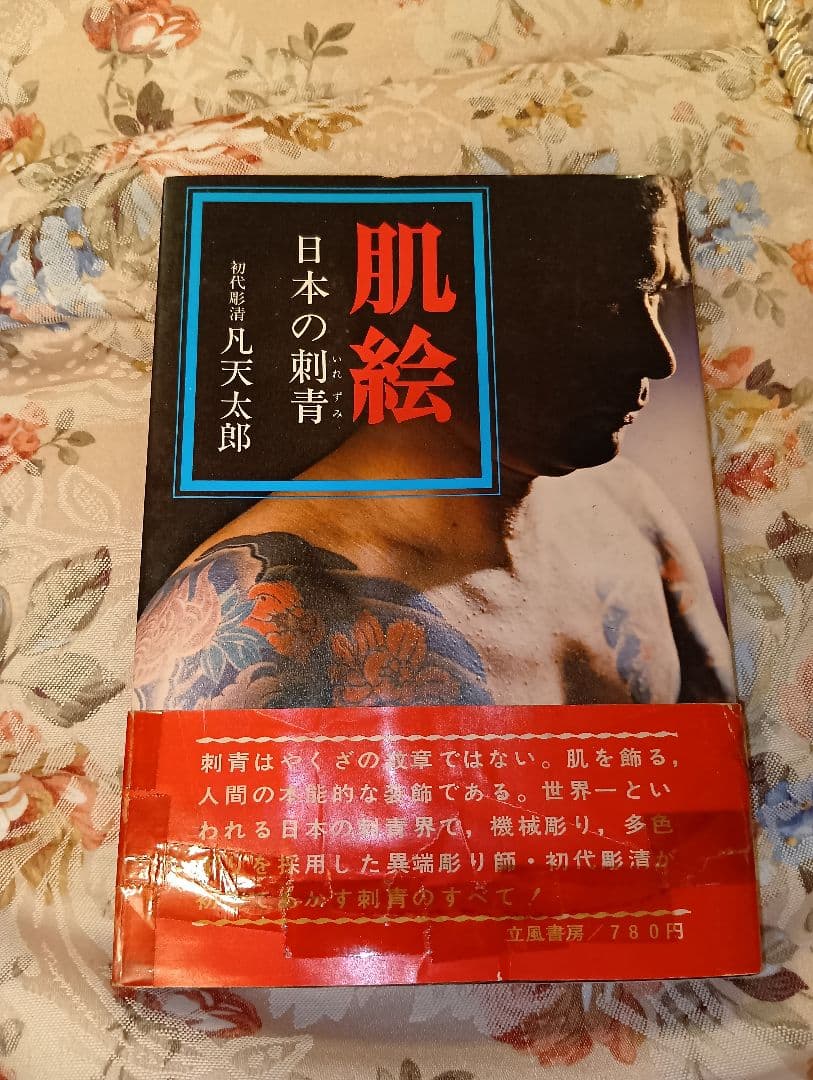 肌絵
日本の刺青
いれずみ
初代彫清 凡天太郎
刺青はやくざの紋章ではない。肌を飾る,
人間の本能的な装飾である。世界一とい
われる日本の刺青界で,機械彫り,多色
彫りを採用した異端彫り師・初代彫清が
あかす刺青のすべて!
立風書房/780円